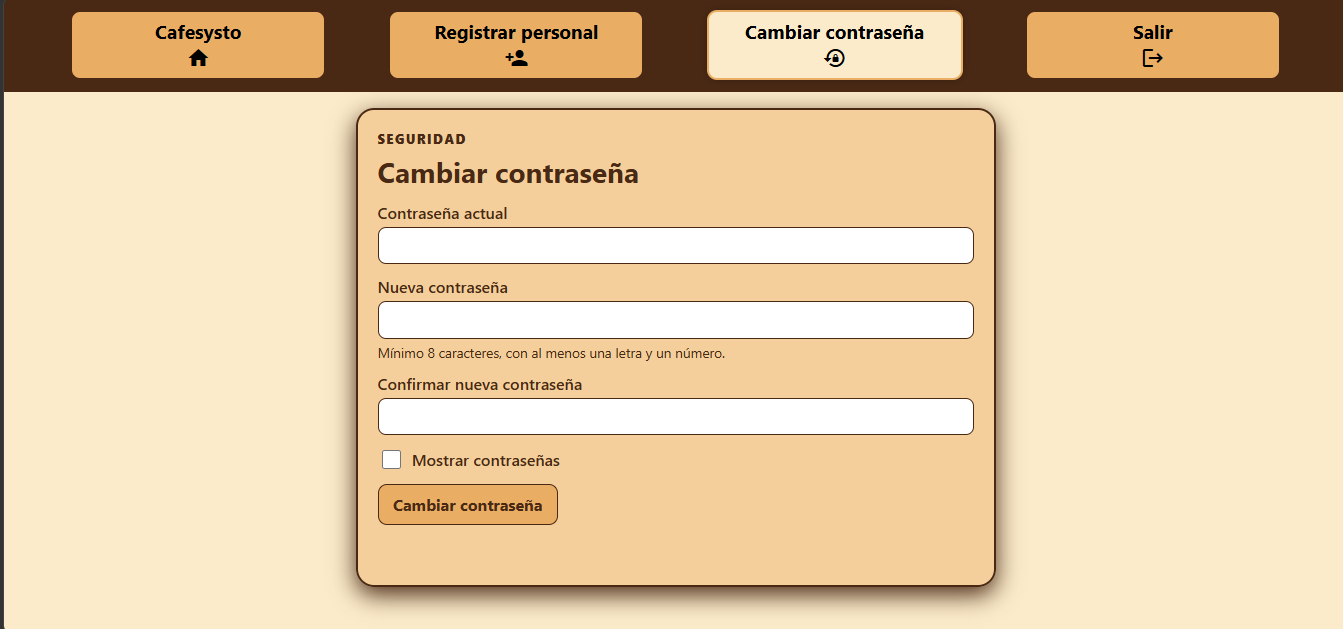 Cafesysto
Registrar personal
Cambiar contraseña
Salir
SEGURIDAD
Cambiar contraseña
Contraseña actual
Nueva contraseña
Mínimo 8 caracteres, con al menos una letra y un número.
Confirmar nueva contraseña
Mostrar contraseñas
Cambiar contraseña